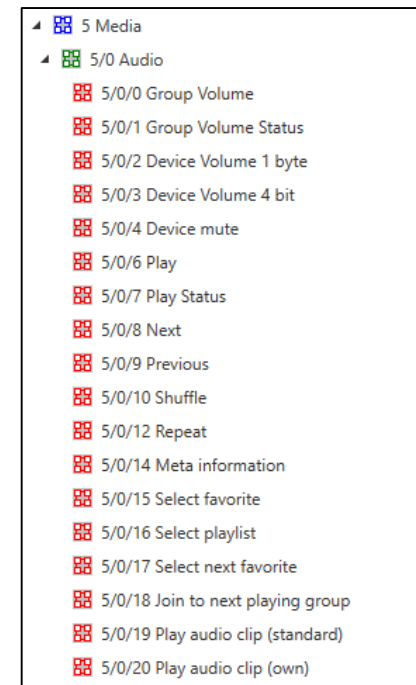 5 Media
5/0 Audio
5/0/0 Group Volume
5/0/1 Group Volume Status
5/0/2 Device Volume 1 byte
5/0/3 Device Volume 4 bit
5/0/4 Device mute
5/0/6 Play
5/0/7 Play Status
5/0/8 Next
5/0/9 Previous
5/0/10 Shuffle
5/0/12 Repeat
5/0/14 Meta information
5/0/15 Select favorite
5/0/16 Select playlist
5/0/17 Select next favorite
5/0/18 Join to next playing group
5/0/19 Play audio clip (standard)
5/0/20 Play audio clip (own)